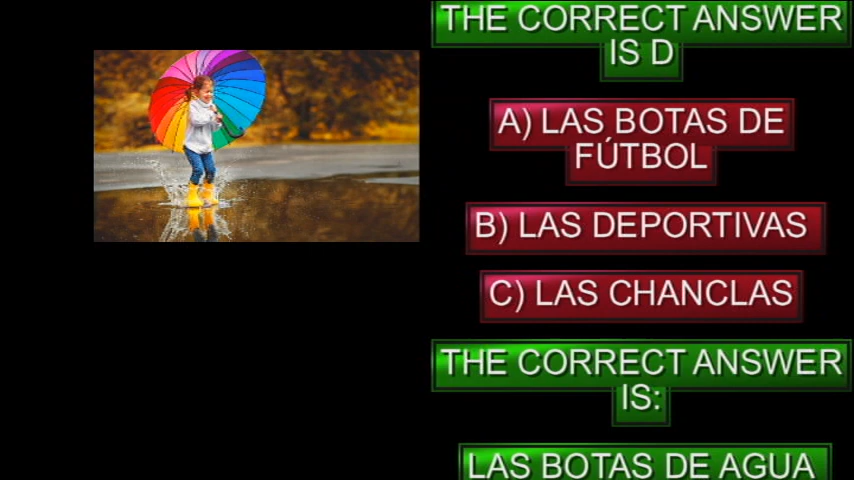 THE CORRECT ANSWER
IS D
A) LAS BOTAS DE
FÚTBOL
B) LAS DEPORTIVAS
C) LAS CHANCLAS
THE CORRECT ANSWER
IS:
LAS BOTAS DE AGUA